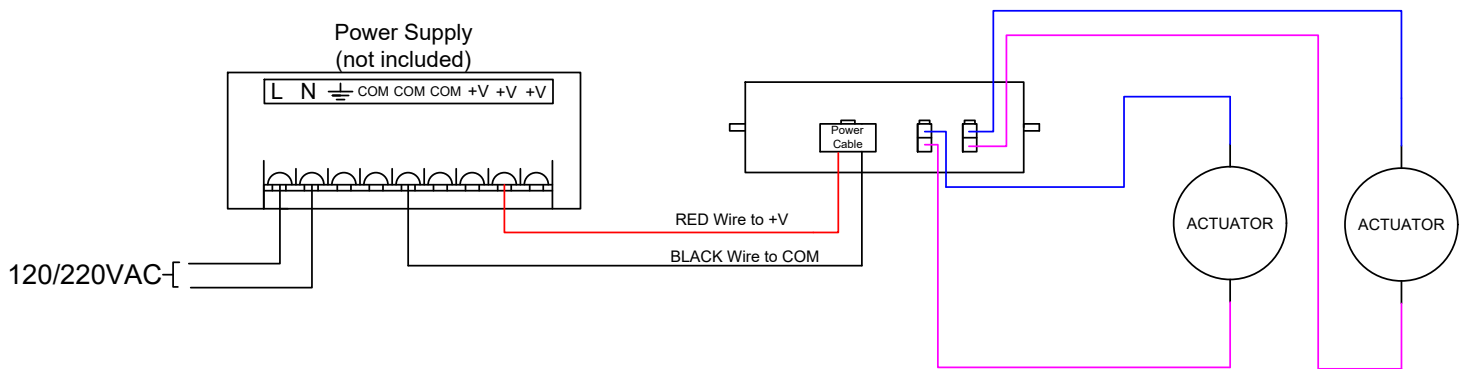 Power Supply
(not included)
L N ⏚ COM COM COM +V +V +V
Power
Cable
RED Wire to +V
BLACK Wire to COM
120/220VAC
ACTUATOR
ACTUATOR